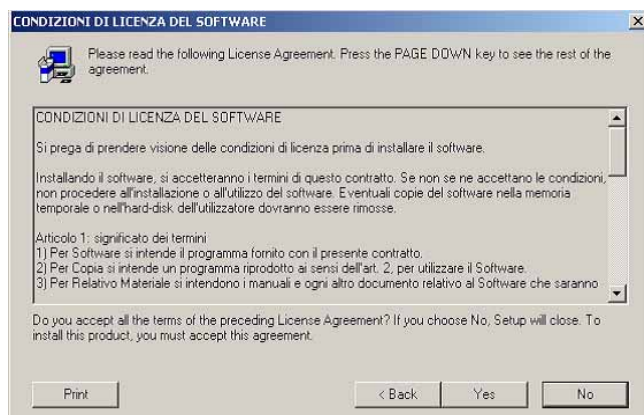 CONDIZIONI DI LICENZA DEL SOFTWARE
Please read the following License Agreement. Press the PAGE DOWN key to see the rest of the
agreement.
CONDIZIONI DI LICENZA DEL SOFTWARE
Si prega di prendere visione delle condizioni di licenza prima di installare il software.
Installando il software, si accetteranno i termini di questo contratto. Se non se ne accettano le condizioni,
non procedere all'installazione o all'utilizzo del software. Eventuali copie del software nella memoria
temporale o nell'hard-disk dell'utilizzatore dovranno essere rimosse.
Articolo 1: significato dei termini
1) Per Software si intende il programma fornito con il presente contratto.
2) Per Copia si intende un programma riprodotto ai sensi dell'art. 2, per utilizzare il Software.
3) Per Relativo Materiale si intendono i manuali e ogni altro documento relativo al Software che saranno
Do you accept all the terms of the preceding License Agreement? If you choose No, Setup will close. To
install this product, you must accept this agreement.
Print
< Back
Yes
No